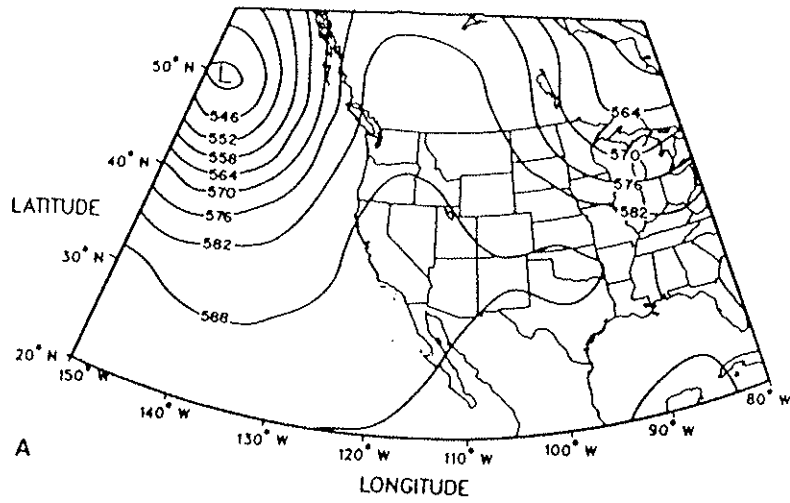 50° N
L
546
552
558
564
570
576
582
588
40° N
LATITUDE
30° N
20° N
564
570
576
582
150° W
140° W
130° W
120° W
110° W
100° W
90° W
80° W
A
LONGITUDE